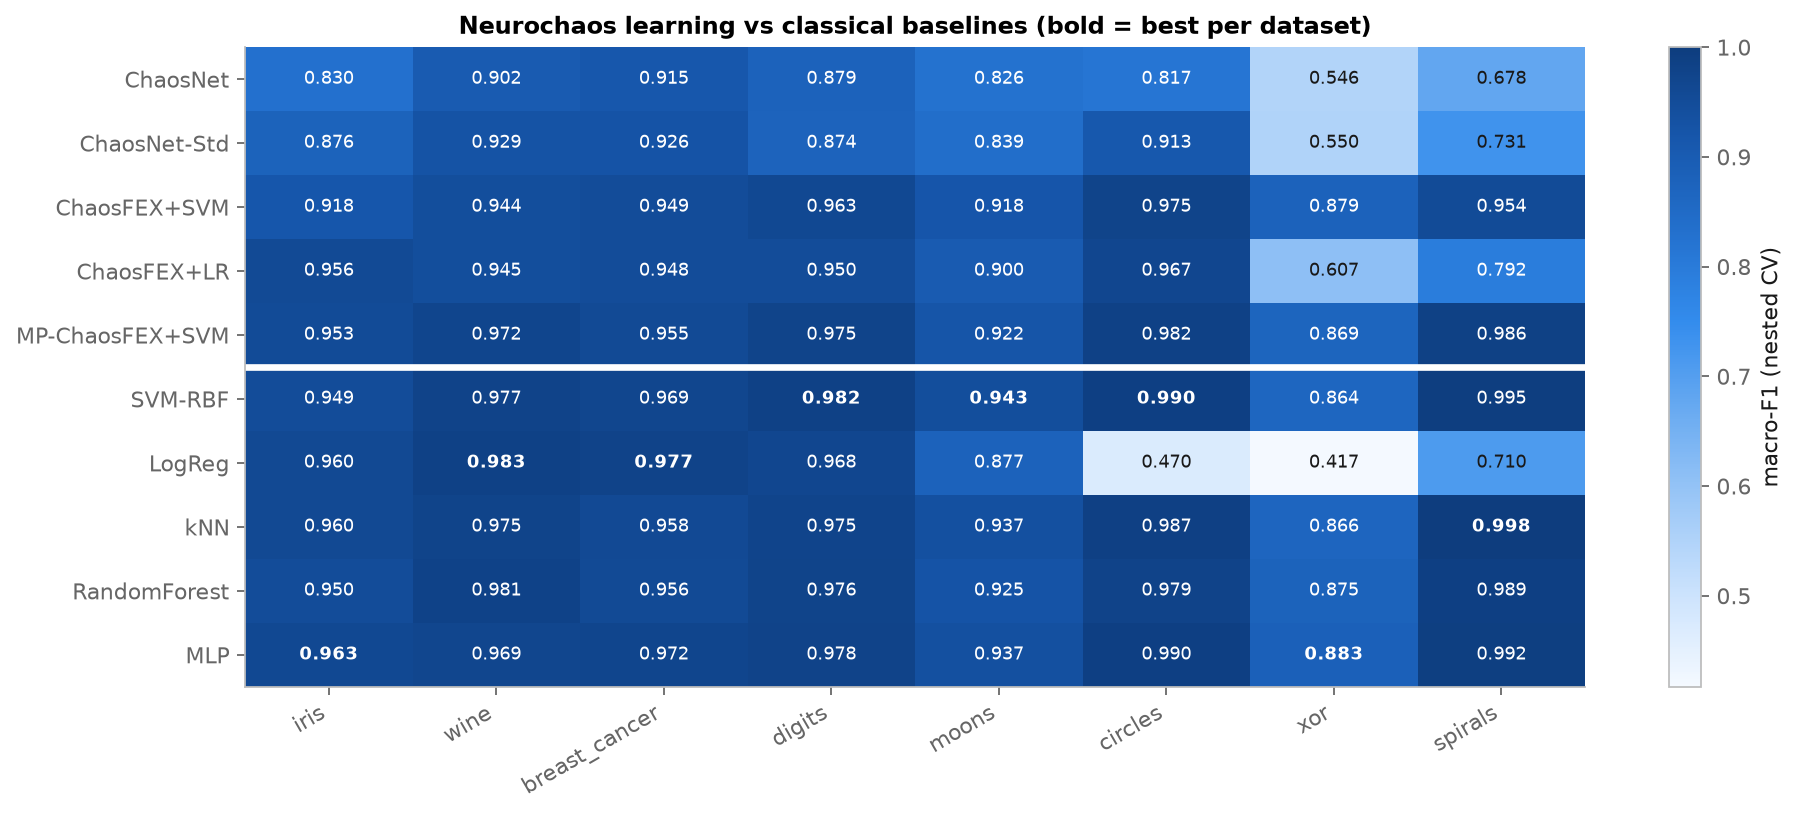 Neurochaos learning vs classical baselines (bold = best per dataset)
ChaosNet 0.830 0.902 0.915 0.879 0.826 0.817 0.546 0.678
ChaosNet-Std 0.876 0.929 0.926 0.874 0.839 0.913 0.550 0.731
ChaosFEX+SVM 0.918 0.944 0.949 0.963 0.918 0.975 0.879 0.954
ChaosFEX+LR 0.956 0.945 0.948 0.950 0.900 0.967 0.607 0.792
MP-ChaosFEX+SVM 0.953 0.972 0.955 0.975 0.922 0.982 0.869 0.986
SVM-RBF 0.949 0.977 0.969 0.982 0.943 0.990 0.864 0.995
LogReg 0.960 0.983 0.977 0.968 0.877 0.470 0.417 0.710
kNN 0.960 0.975 0.958 0.975 0.937 0.987 0.866 0.998
RandomForest 0.950 0.981 0.956 0.976 0.925 0.979 0.875 0.989
MLP 0.963 0.969 0.972 0.978 0.937 0.990 0.883 0.992
iris wine breast_cancer digits moons circles xor spirals
1.0
0.9
0.8
0.7
0.6
0.5
macro-F1 (nested CV)